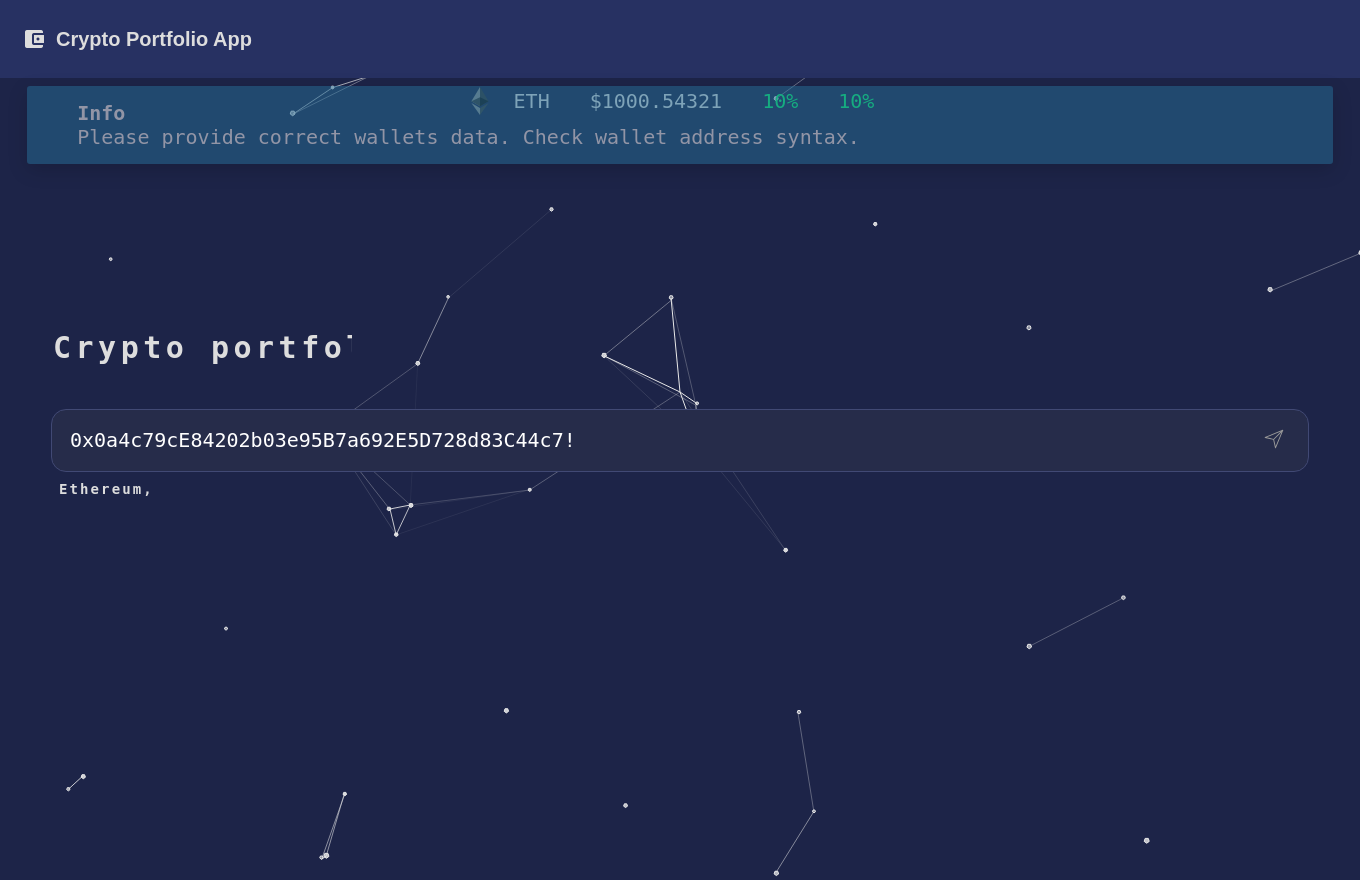 Crypto Portfolio App
ETH $1000.54321 10% 10%
Info
Please provide correct wallets data. Check wallet address syntax.
Crypto portfo
0x0a4c79cE84202b03e95B7a692E5D728d83C44c7!
Ethereum,